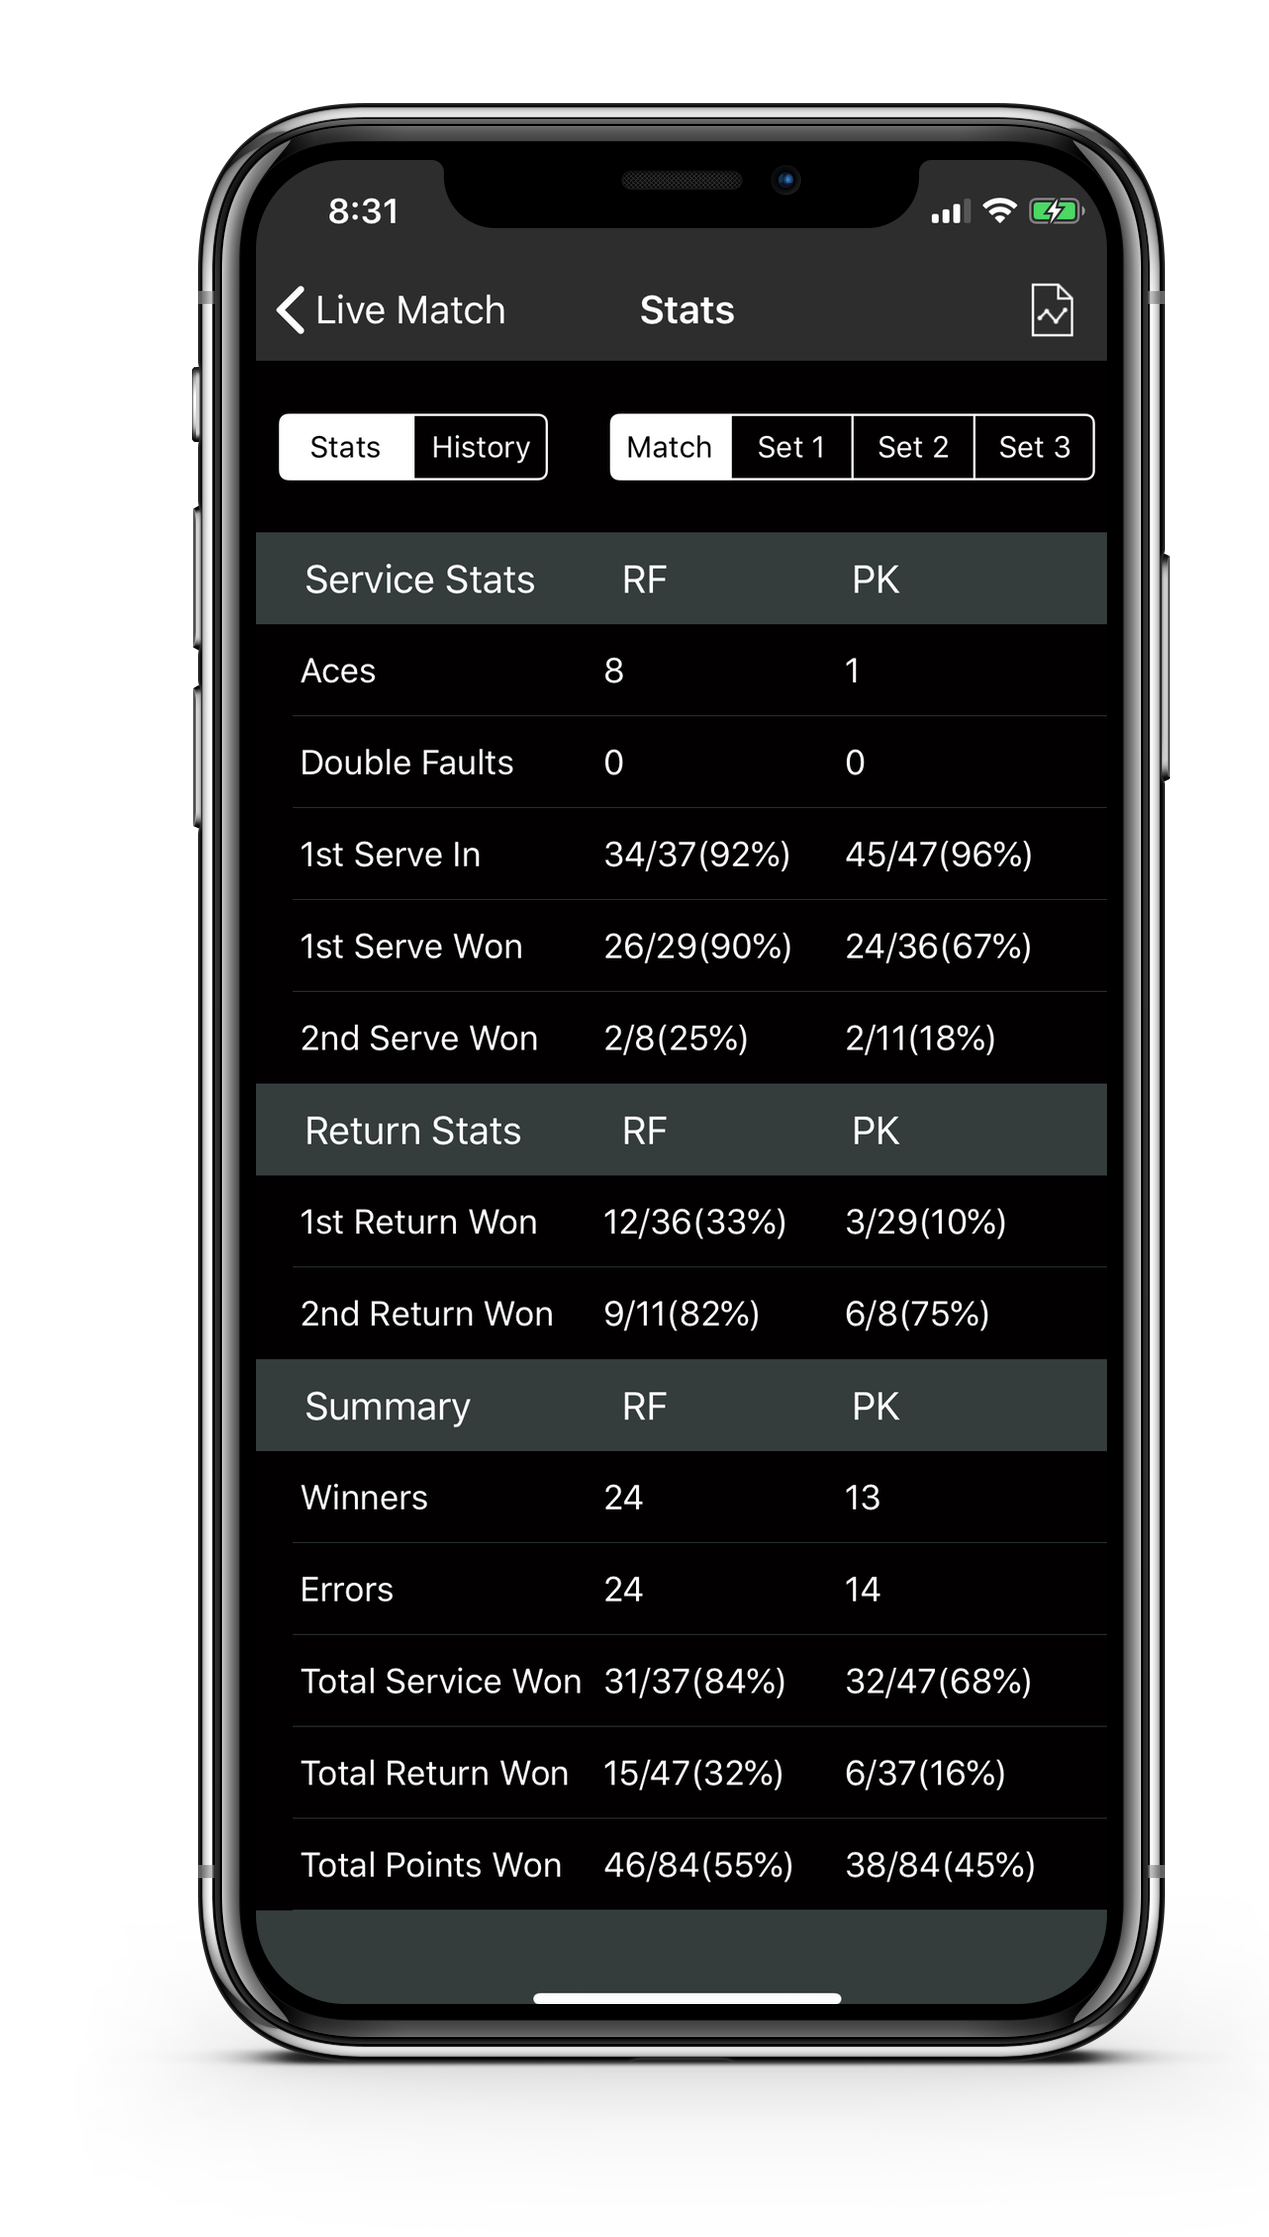 8:31
Live Match Stats
Stats History Match Set 1 Set 2 Set 3
Service Stats RF PK
Aces 8 1
Double Faults 0 0
1st Serve In 34/37(92%) 45/47(96%)
1st Serve Won 26/29(90%) 24/36(67%)
2nd Serve Won 2/8(25%) 2/11(18%)
Return Stats RF PK
1st Return Won 12/36(33%) 3/29(10%)
2nd Return Won 9/11(82%) 6/8(75%)
Summary RF PK
Winners 24 13
Errors 24 14
Total Service Won 31/37(84%) 32/47(68%)
Total Return Won 15/47(32%) 6/37(16%)
Total Points Won 46/84(55%) 38/84(45%)